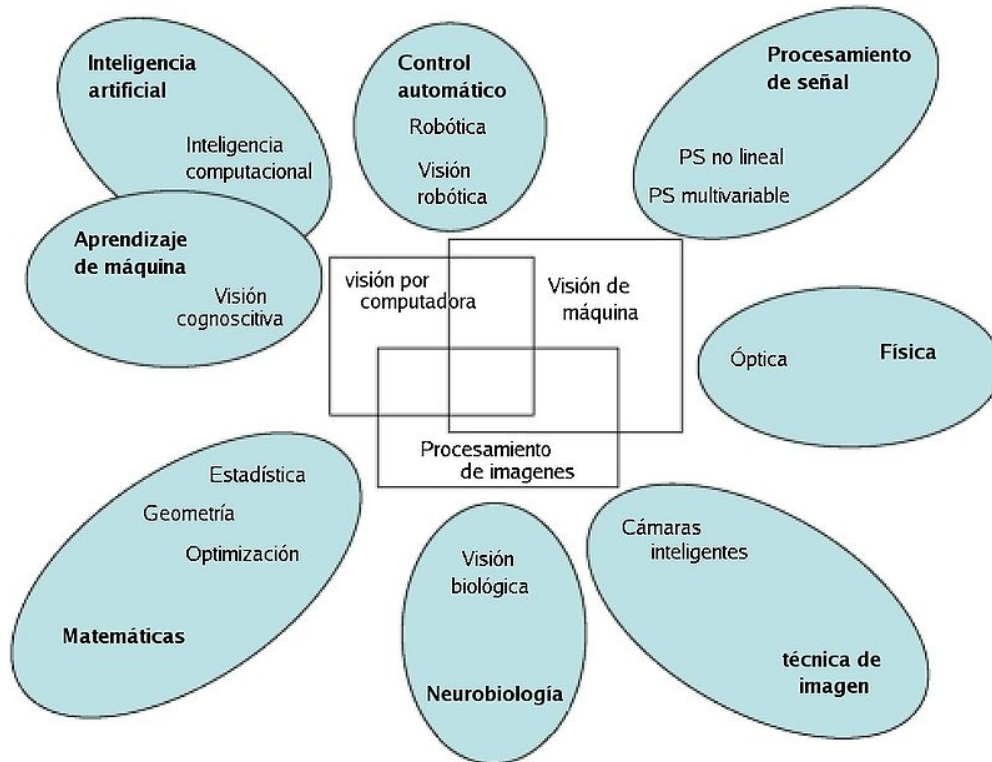 Inteligencia
artificial
Inteligencia
computacional
Control
automático
Robótica
Visión
robótica
Procesamiento
de señal
PS no lineal
PS multivariable
Aprendizaje
de máquina
Visión
cognoscitiva
visión por
computadora
Visión de
máquina
Procesamiento
de imagenes
Óptica
Física
Estadística
Geometría
Optimización
Matemáticas
Visión
biológica
Neurobiología
Cámaras
inteligentes
técnica de
imagen